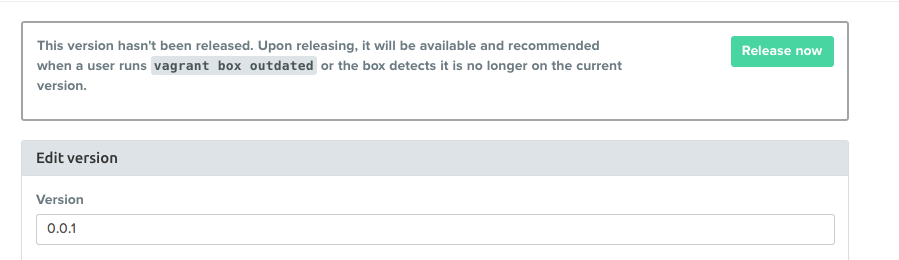 This version hasn't been released. Upon releasing, it will be available and recommended
when a user runs vagrant box outdated or the box detects it is no longer on the current
version.
Release now
Edit version
Version
0.0.1